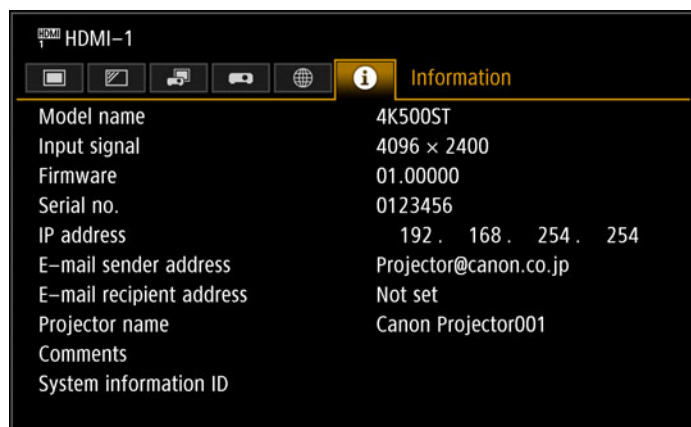 HDMI 1 HDMI-1
Information
Model name 4K500ST
Input signal 4096 × 2400
Firmware 01.00000
Serial no. 0123456
IP address 192 . 168 . 254 . 254
E-mail sender address Projector@canon.co.jp
E-mail recipient address Not set
Projector name Canon Projector001
Comments
System information ID